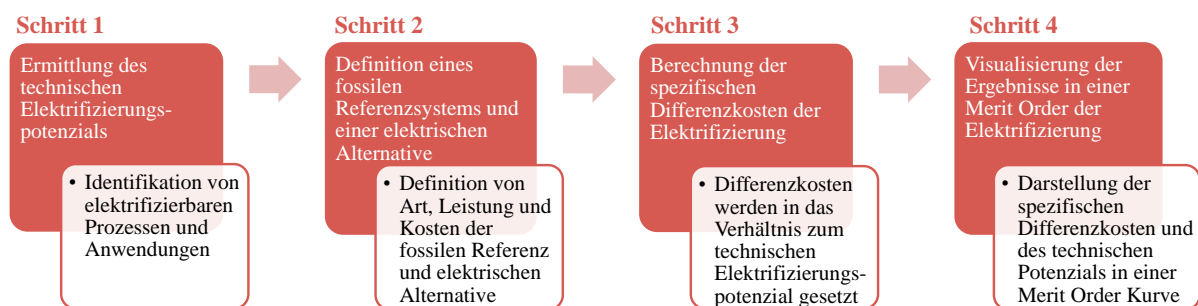 Schritt 1
Ermittlung des
technischen
Elektrifizierungs-
potenzials
• Identifikation von
elektrifizierbaren
Prozessen und
Anwendungen
Schritt 2
Definition eines
fossilen
Referenzsystems und
einer elektrischen
Alternative
• Definition von
Art, Leistung und
Kosten der
fossilen Referenz
und elektrischen
Alternative
Schritt 3
Berechnung der
spezifischen
Differenzkosten der
Elektrifizierung
• Differenzkosten
werden in das
Verhältnis zum
technischen
Elektrifizierungs-
potenzial gesetzt
Schritt 4
Visualisierung der
Ergebnisse in einer
Merit Order der
Elektrifizierung
• Darstellung der
spezifischen
Differenzkosten und
des technischen
Potenzials in einer
Merit Order Kurve